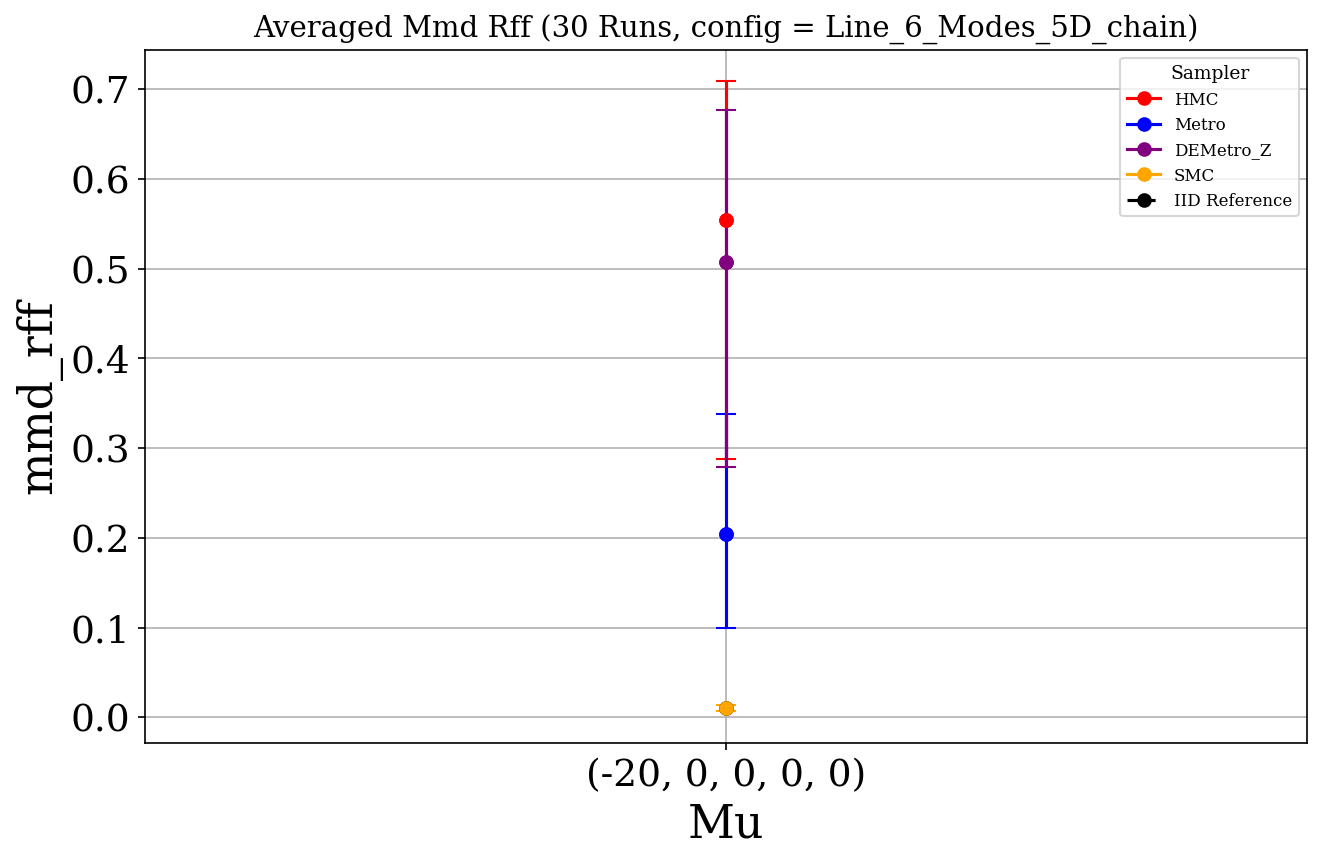 Averaged Mmd Rff (30 Runs, config = Line_6_Modes_5D_chain)
mmd_rff
0.7
0.6
0.5
0.4
0.3
0.2
0.1
0.0
Sampler
HMC
Metro
DEMetro_Z
SMC
IID Reference
(-20, 0, 0, 0, 0)
Mu